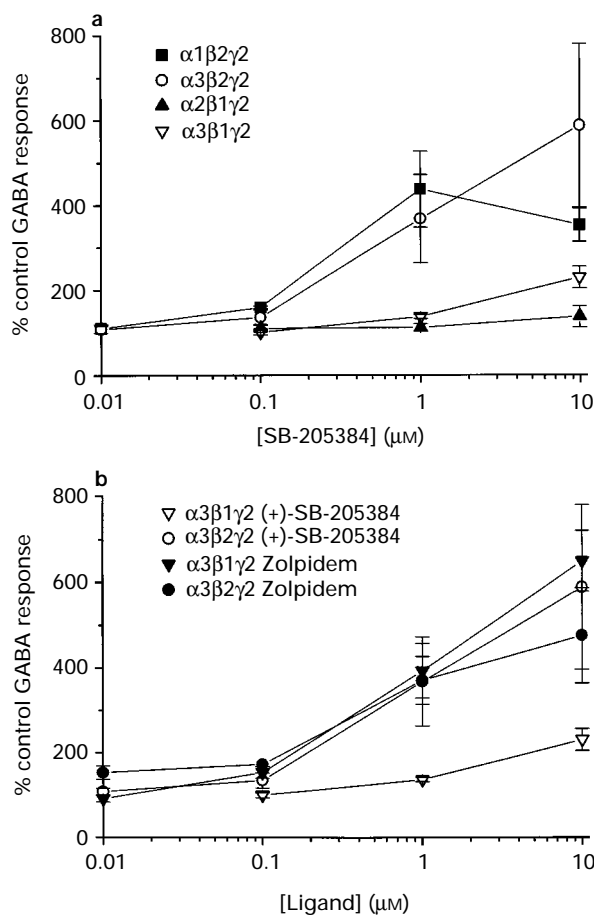 a
800
600
400
200
0
% control GABA response
α1β2γ2
α3β2γ2
α2β1γ2
α3β1γ2
0.01 0.1 1 10
[SB-205384] (μM)
b
800
600
400
200
0
% control GABA response
α3β1γ2 (+)-SB-205384
α3β2γ2 (+)-SB-205384
α3β1γ2 Zolpidem
α3β2γ2 Zolpidem
0.01 0.1 1 10
[Ligand] (μM)